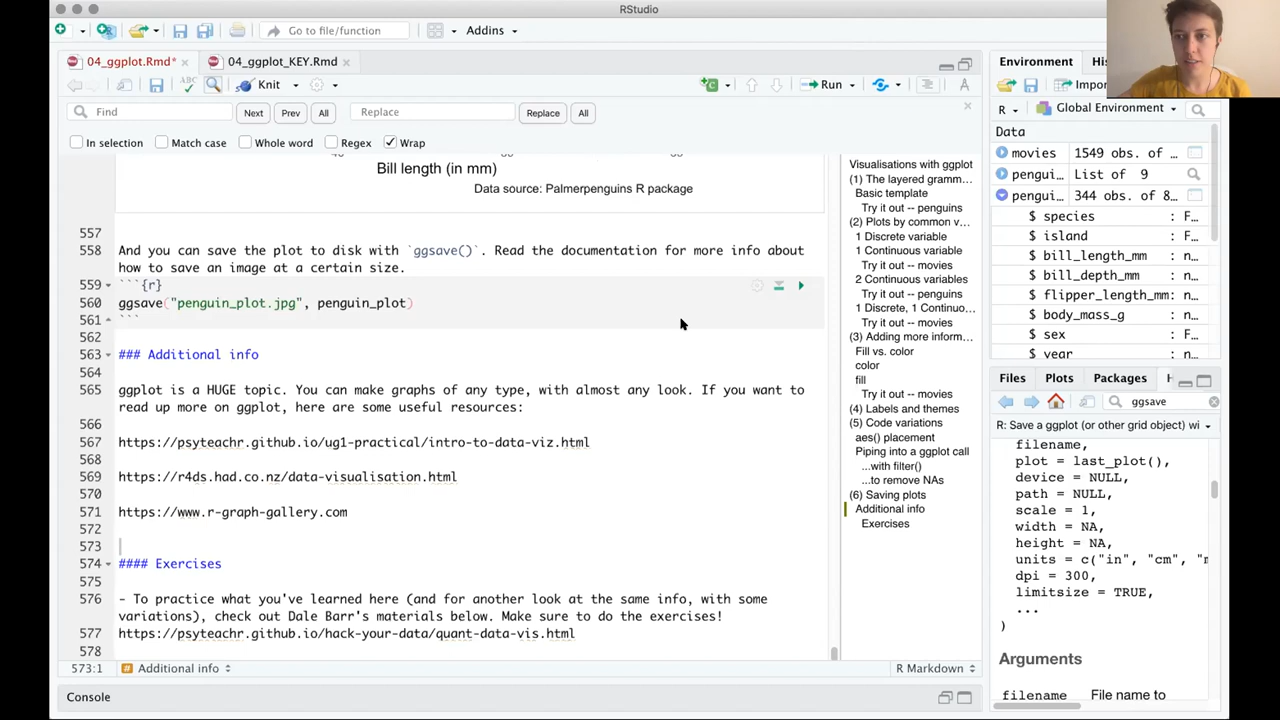 RStudio
Go to file/function
Addins
04_ggplot.Rmd*
04_ggplot_KEY.Rmd
ABC
Knit
Run
Find
Next
Prev
All
Replace
Replace
All
In selection
Match case
Whole word
Regex
Wrap
Bill length (in mm)
Data source: Palmerpenguins R package
557
558 And you can save the plot to disk with `ggsave()`. Read the documentation for more info about
how to save an image at a certain size.
559 ```{r}
560 ggsave("penguin_plot.jpg", penguin_plot)
561 ```
562
563 ### Additional info
564
565 ggplot is a HUGE topic. You can make graphs of any type, with almost any look. If you want to
read up more on ggplot, here are some useful resources:
566
567 https://psyteachr.github.io/ug1-practical/intro-to-data-viz.html
568
569 https://r4ds.had.co.nz/data-visualisation.html
570
571 https://www.r-graph-gallery.com
572
573
574 #### Exercises
575
576 - To practice what you've learned here (and for another look at the same info, with some
variations), check out Dale Barr's materials below. Make sure to do the exercises!
577 https://psyteachr.github.io/hack-your-data/quant-data-vis.html
578
573:1
Additional info
R Markdown
Console
Visualisations with ggplot
(1) The layered gramm...
Basic template
Try it out -- penguins
(2) Plots by common v...
1 Discrete variable
1 Continuous variable
Try it out -- movies
2 Continuous variables
Try it out -- penguins
1 Discrete, 1 Continuo...
Try it out -- movies
(3) Adding more inform...
Fill vs. color
color
fill
Try it out -- movies
(4) Labels and themes
(5) Code variations
aes() placement
Piping into a ggplot call
...with filter()
...to remove NAs
(6) Saving plots
Additional info
Exercises
Environment
His
Impor
R
Global Environment
Data
movies 1549 obs. of ...
pengui... List of 9
pengui... 344 obs. of 8...
$ species : F...
$ island : F...
$ bill_length_mm : n...
$ bill_depth_mm : n...
$ flipper_length_mm: n...
$ body_mass_g : n...
$ sex : F...
$ year
Files
Plots
Packages
H
ggsave
R: Save a ggplot (or other grid object) wi
filename,
plot = last_plot(),
device = NULL,
path = NULL,
scale = 1,
width = NA,
height = NA,
units = c("in", "cm", "m
dpi = 300,
limitsize = TRUE,
...
)
Arguments
filename File name to